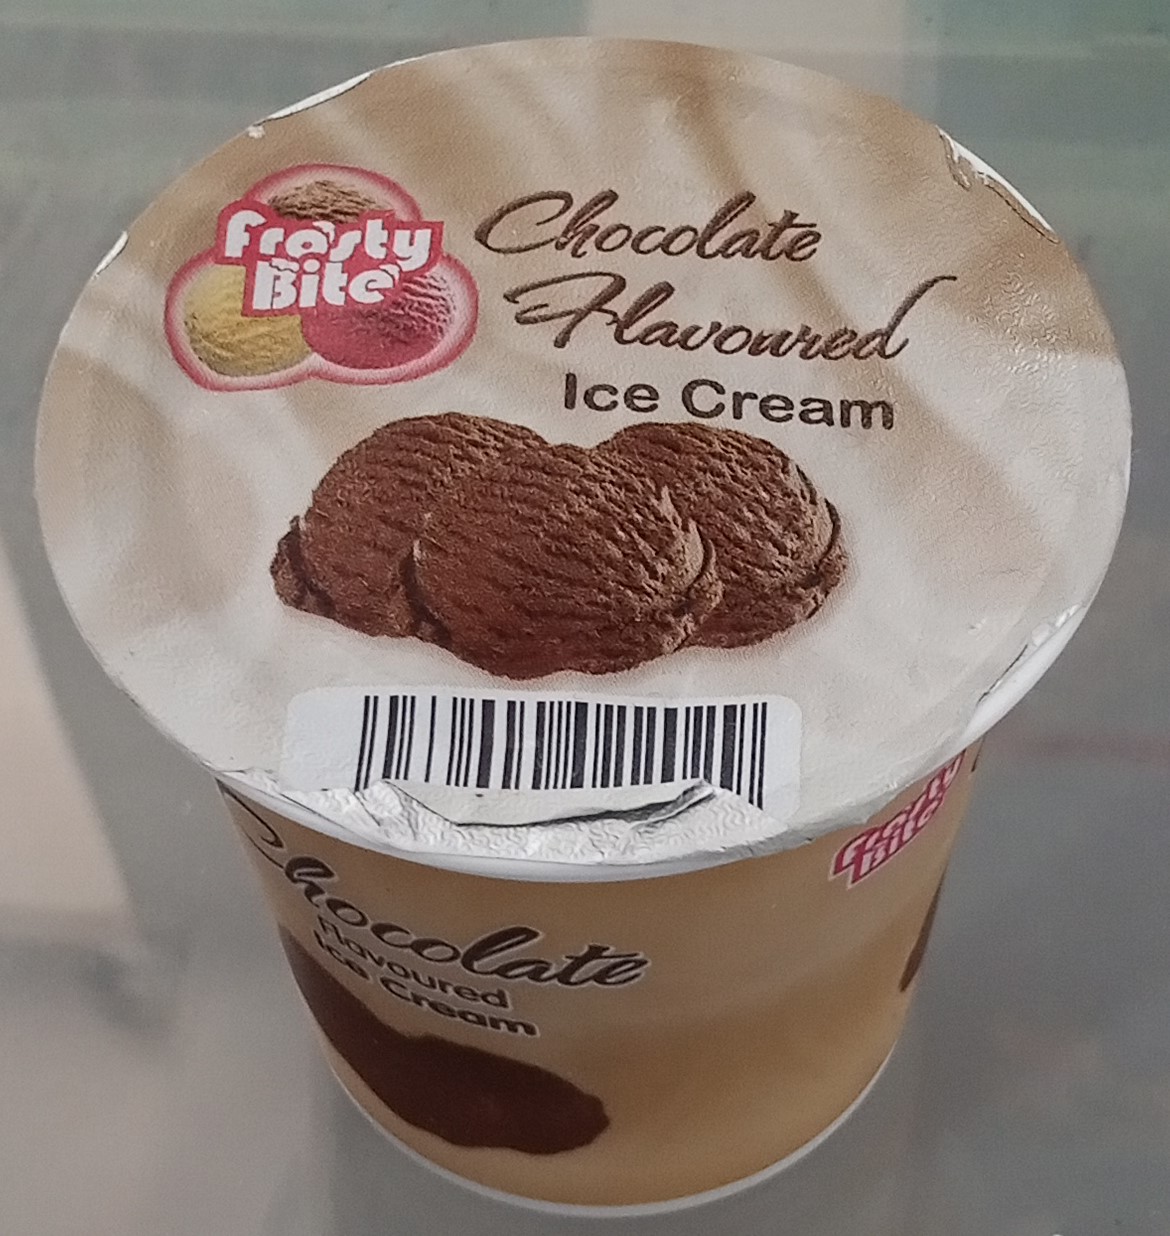 Frosty
Bite
Chocolate
Flavoured
Ice Cream
Frosty
Bite
Chocolate
Flavoured
Ice Cream